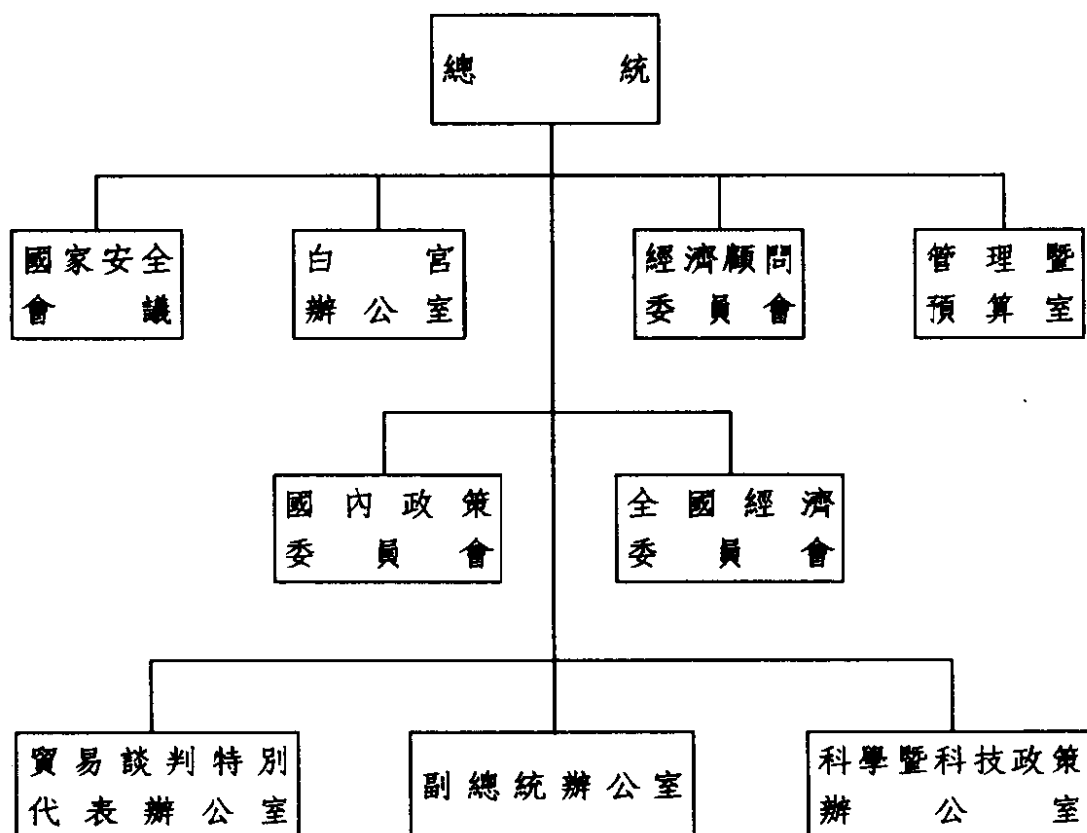 總統
國家安全
會議
白宮
辦公室
經濟顧問
委員會
管理暨
預算室
國內政策
委員會
全國經濟
委員會
貿易談判特別
代表辦公室
副總統辦公室
科學暨科技政策
辦公室